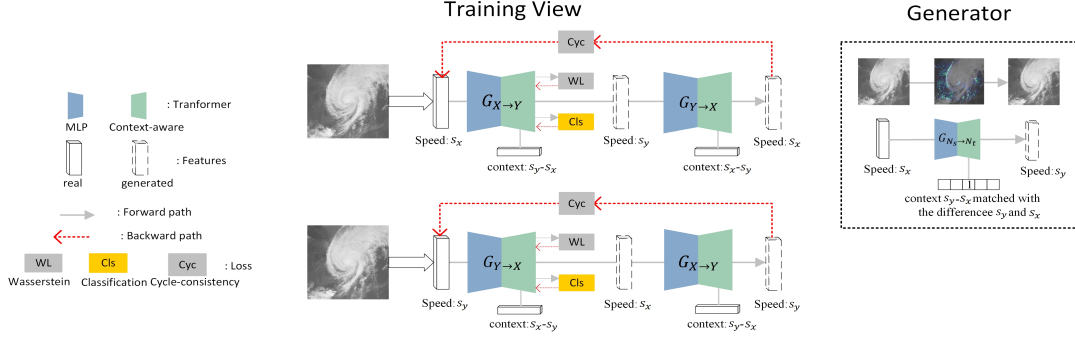 Training View
Generator
MLP
Context-aware
: Tranformer
real
generated
: Features
: Forward path
: Backward path
WL
Cls
Cyc
: Loss
Wasserstein
Classification
Cycle-consistency
Cyc
WL
Cls
G_{X→Y}
G_{Y→X}
Speed: s_x
Speed: s_y
Speed: s_x
context: s_y-s_x
context: s_x-s_y
Cyc
WL
Cls
G_{Y→X}
G_{X→Y}
Speed: s_y
Speed: s_x
Speed: s_y
context: s_x-s_y
context: s_y-s_x
G_{N_s→N_t}
Speed: s_x
Speed: s_y
1
context s_y-s_x matched with
the differencee s_y and s_x